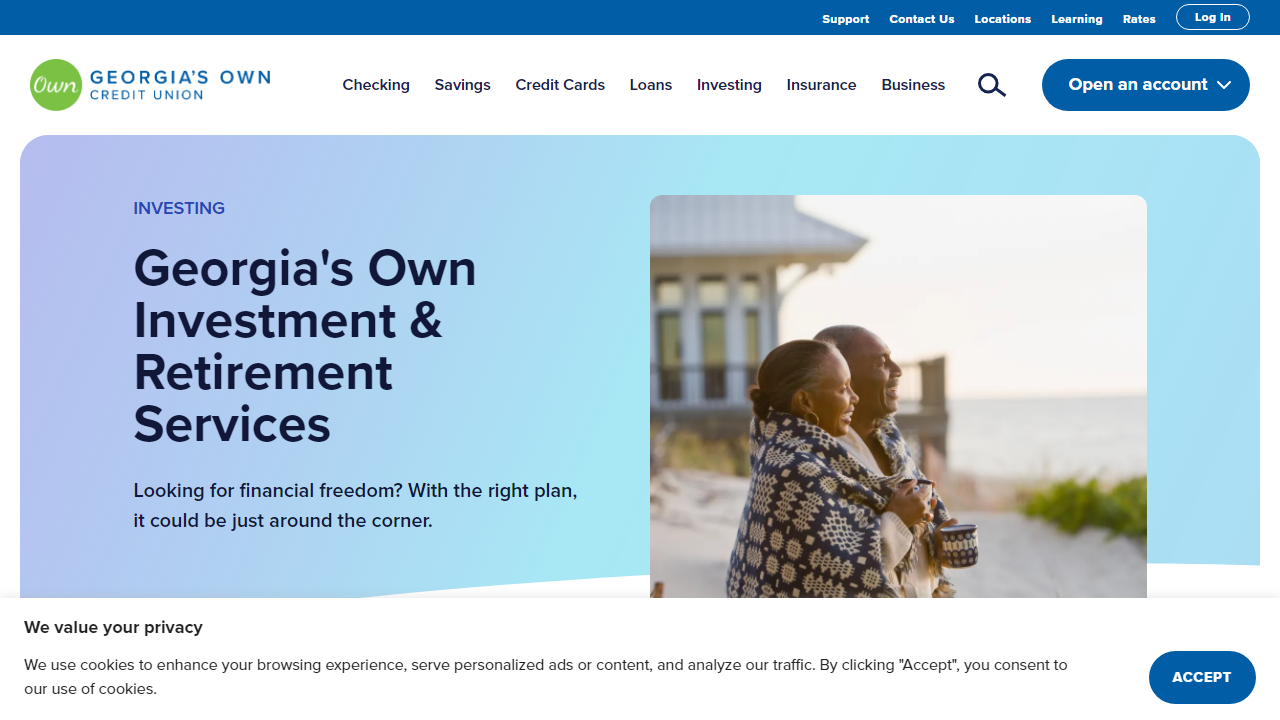 Support Contact Us Locations Learning Rates Log In
Own GEORGIA'S OWN
CREDIT UNION
Checking Savings Credit Cards Loans Investing Insurance Business Open an account
INVESTING
Georgia's Own
Investment &
Retirement
Services
Looking for financial freedom? With the right plan,
it could be just around the corner.
We value your privacy
We use cookies to enhance your browsing experience, serve personalized ads or content, and analyze our traffic. By clicking "Accept", you consent to
our use of cookies.
ACCEPT